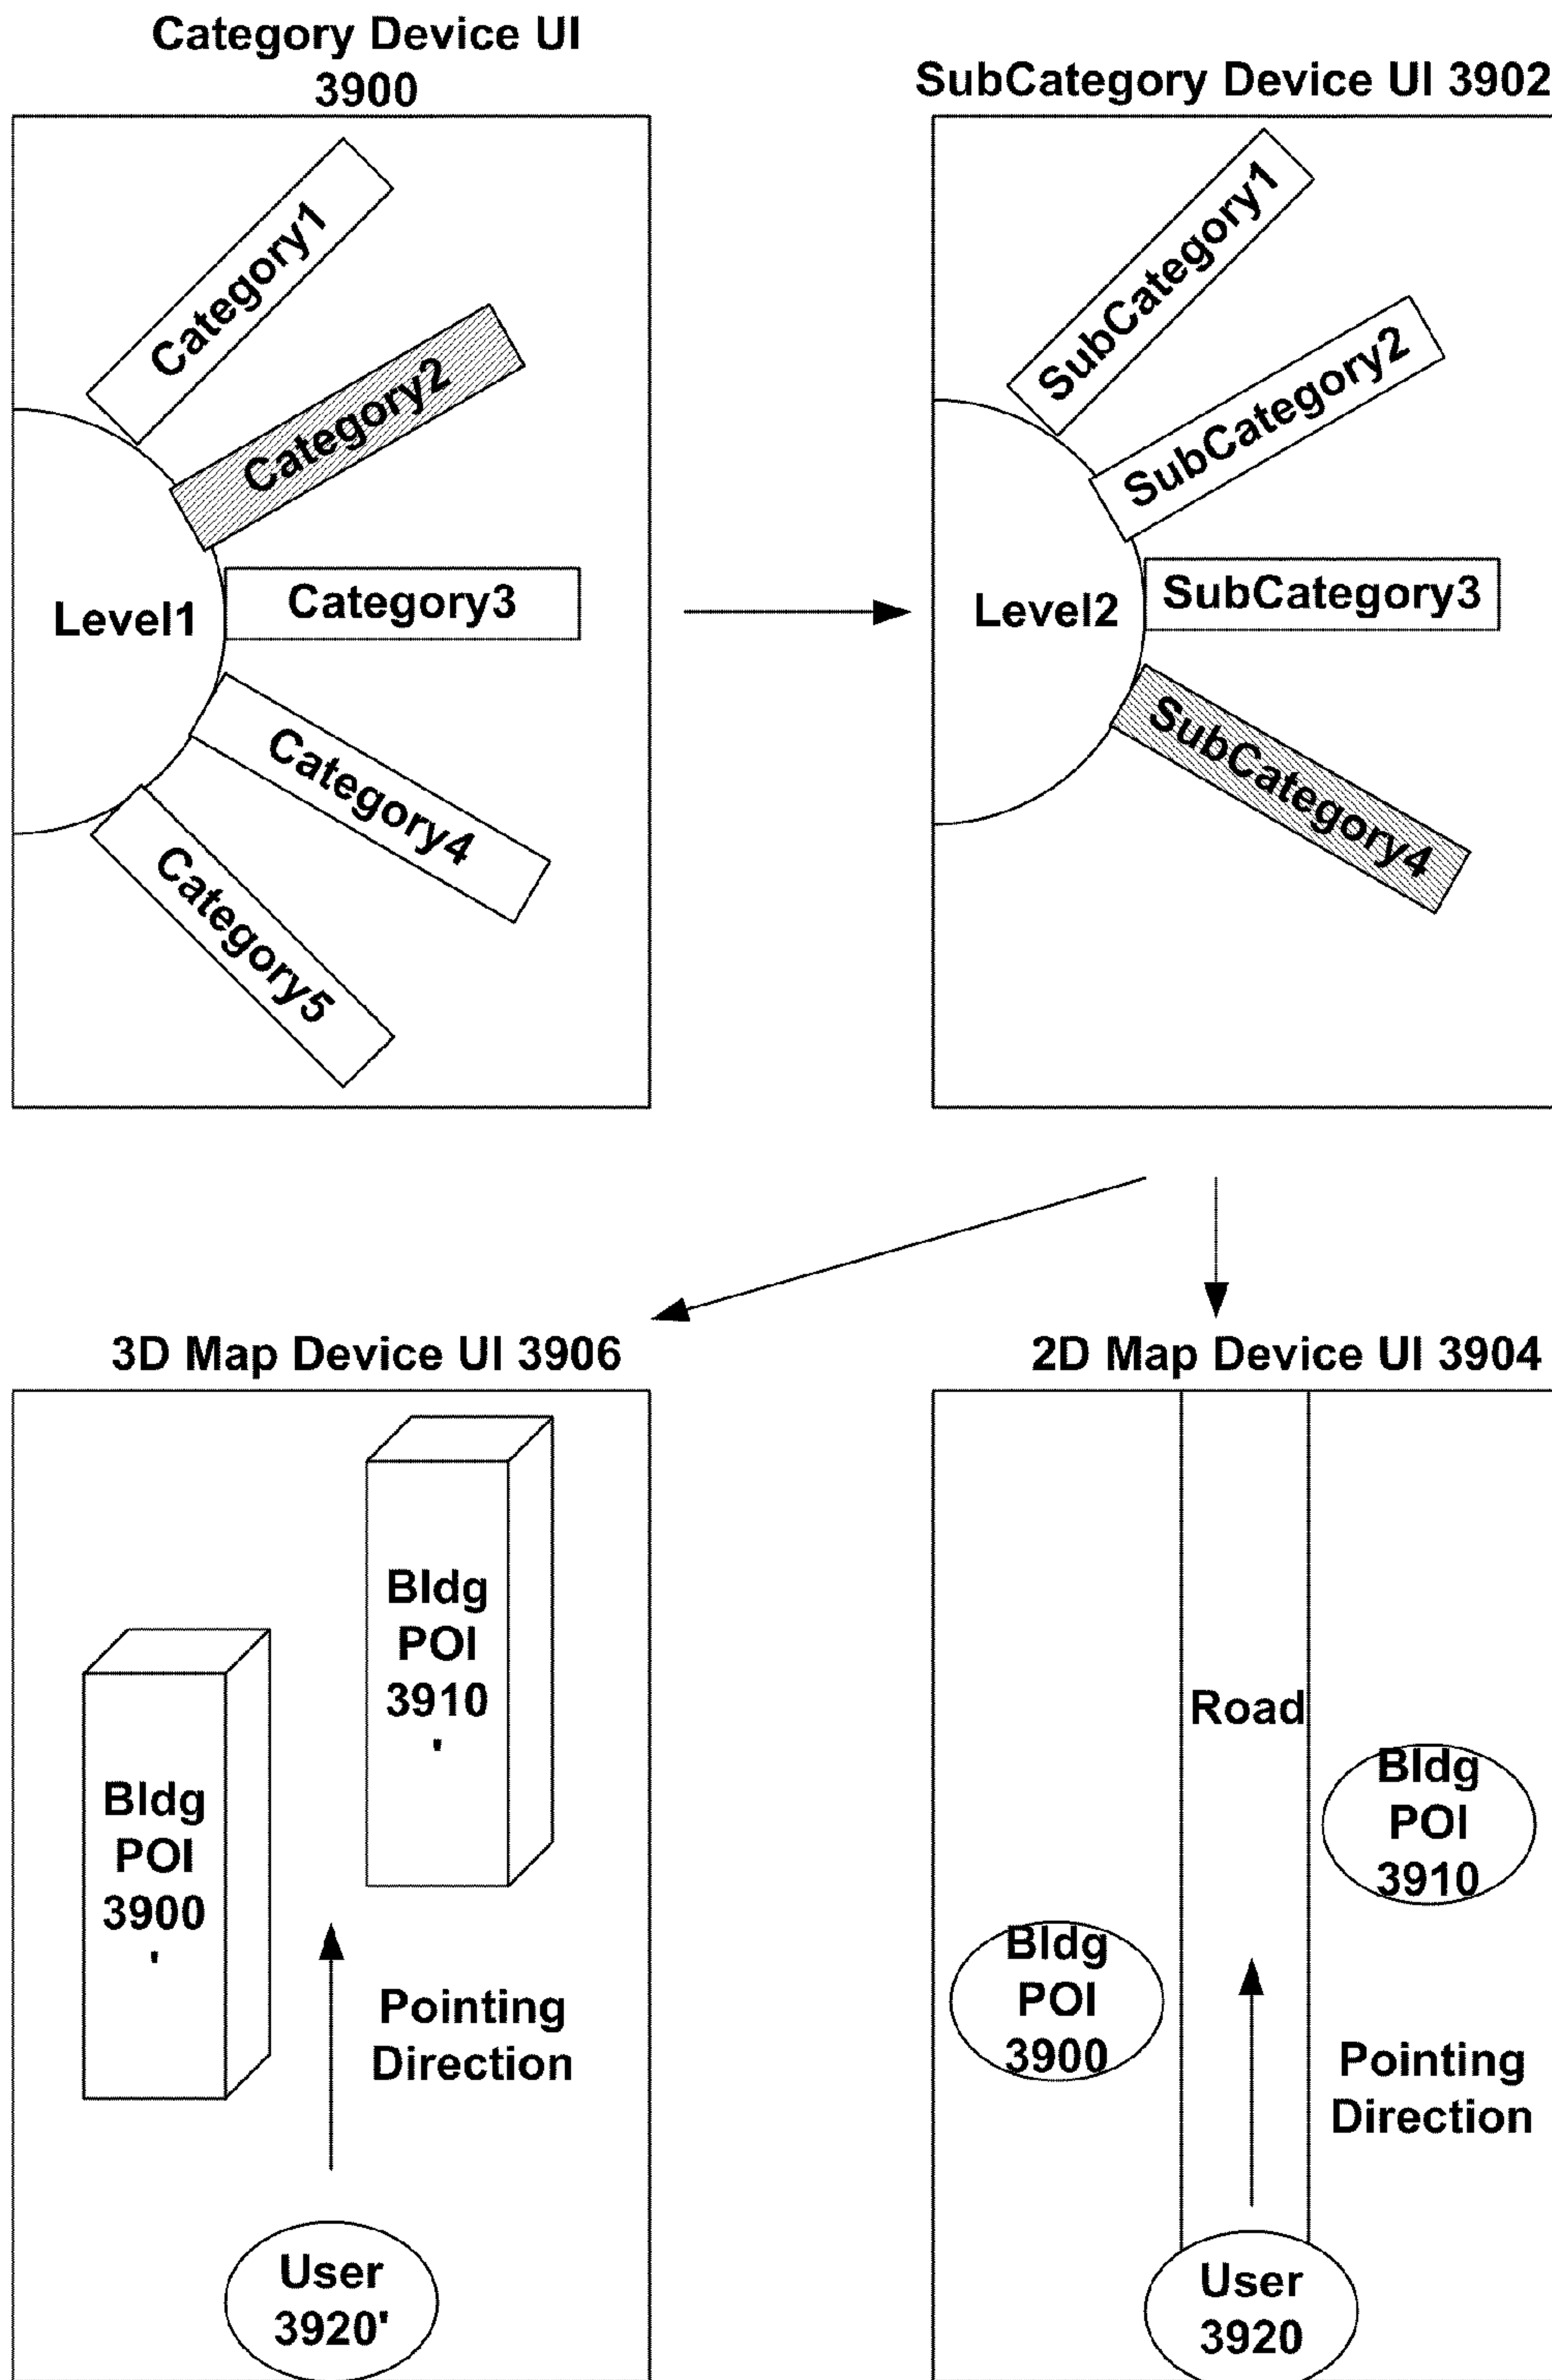 Category Device UI
3900
Category1
Category2
Category3
Level1
Category4
Category5
SubCategory Device UI 3902
SubCategory1
SubCategory2
SubCategory3
Level2
SubCategory4
3D Map Device UI 3906
Bldg
POI
3910
'
Bldg
POI
3900
'
Pointing
Direction
User
3920'
2D Map Device UI 3904
Road
Bldg
POI
3910
Bldg
POI
3900
Pointing
Direction
User
3920